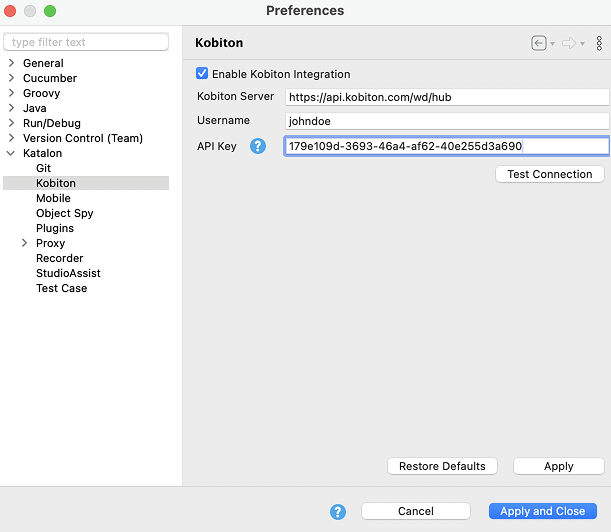 Preferences
type filter text
General
Cucumber
Groovy
Java
Run/Debug
Version Control (Team)
Katalon
Git
Kobiton
Mobile
Object Spy
Plugins
Proxy
Recorder
StudioAssist
Test Case
Kobiton
Enable Kobiton Integration
Kobiton Server https://api.kobiton.com/wd/hub
Username johndoe
API Key ? 179e109d-3693-46a4-af62-40e255d3a690
Test Connection
Restore Defaults Apply
? Cancel Apply and Close